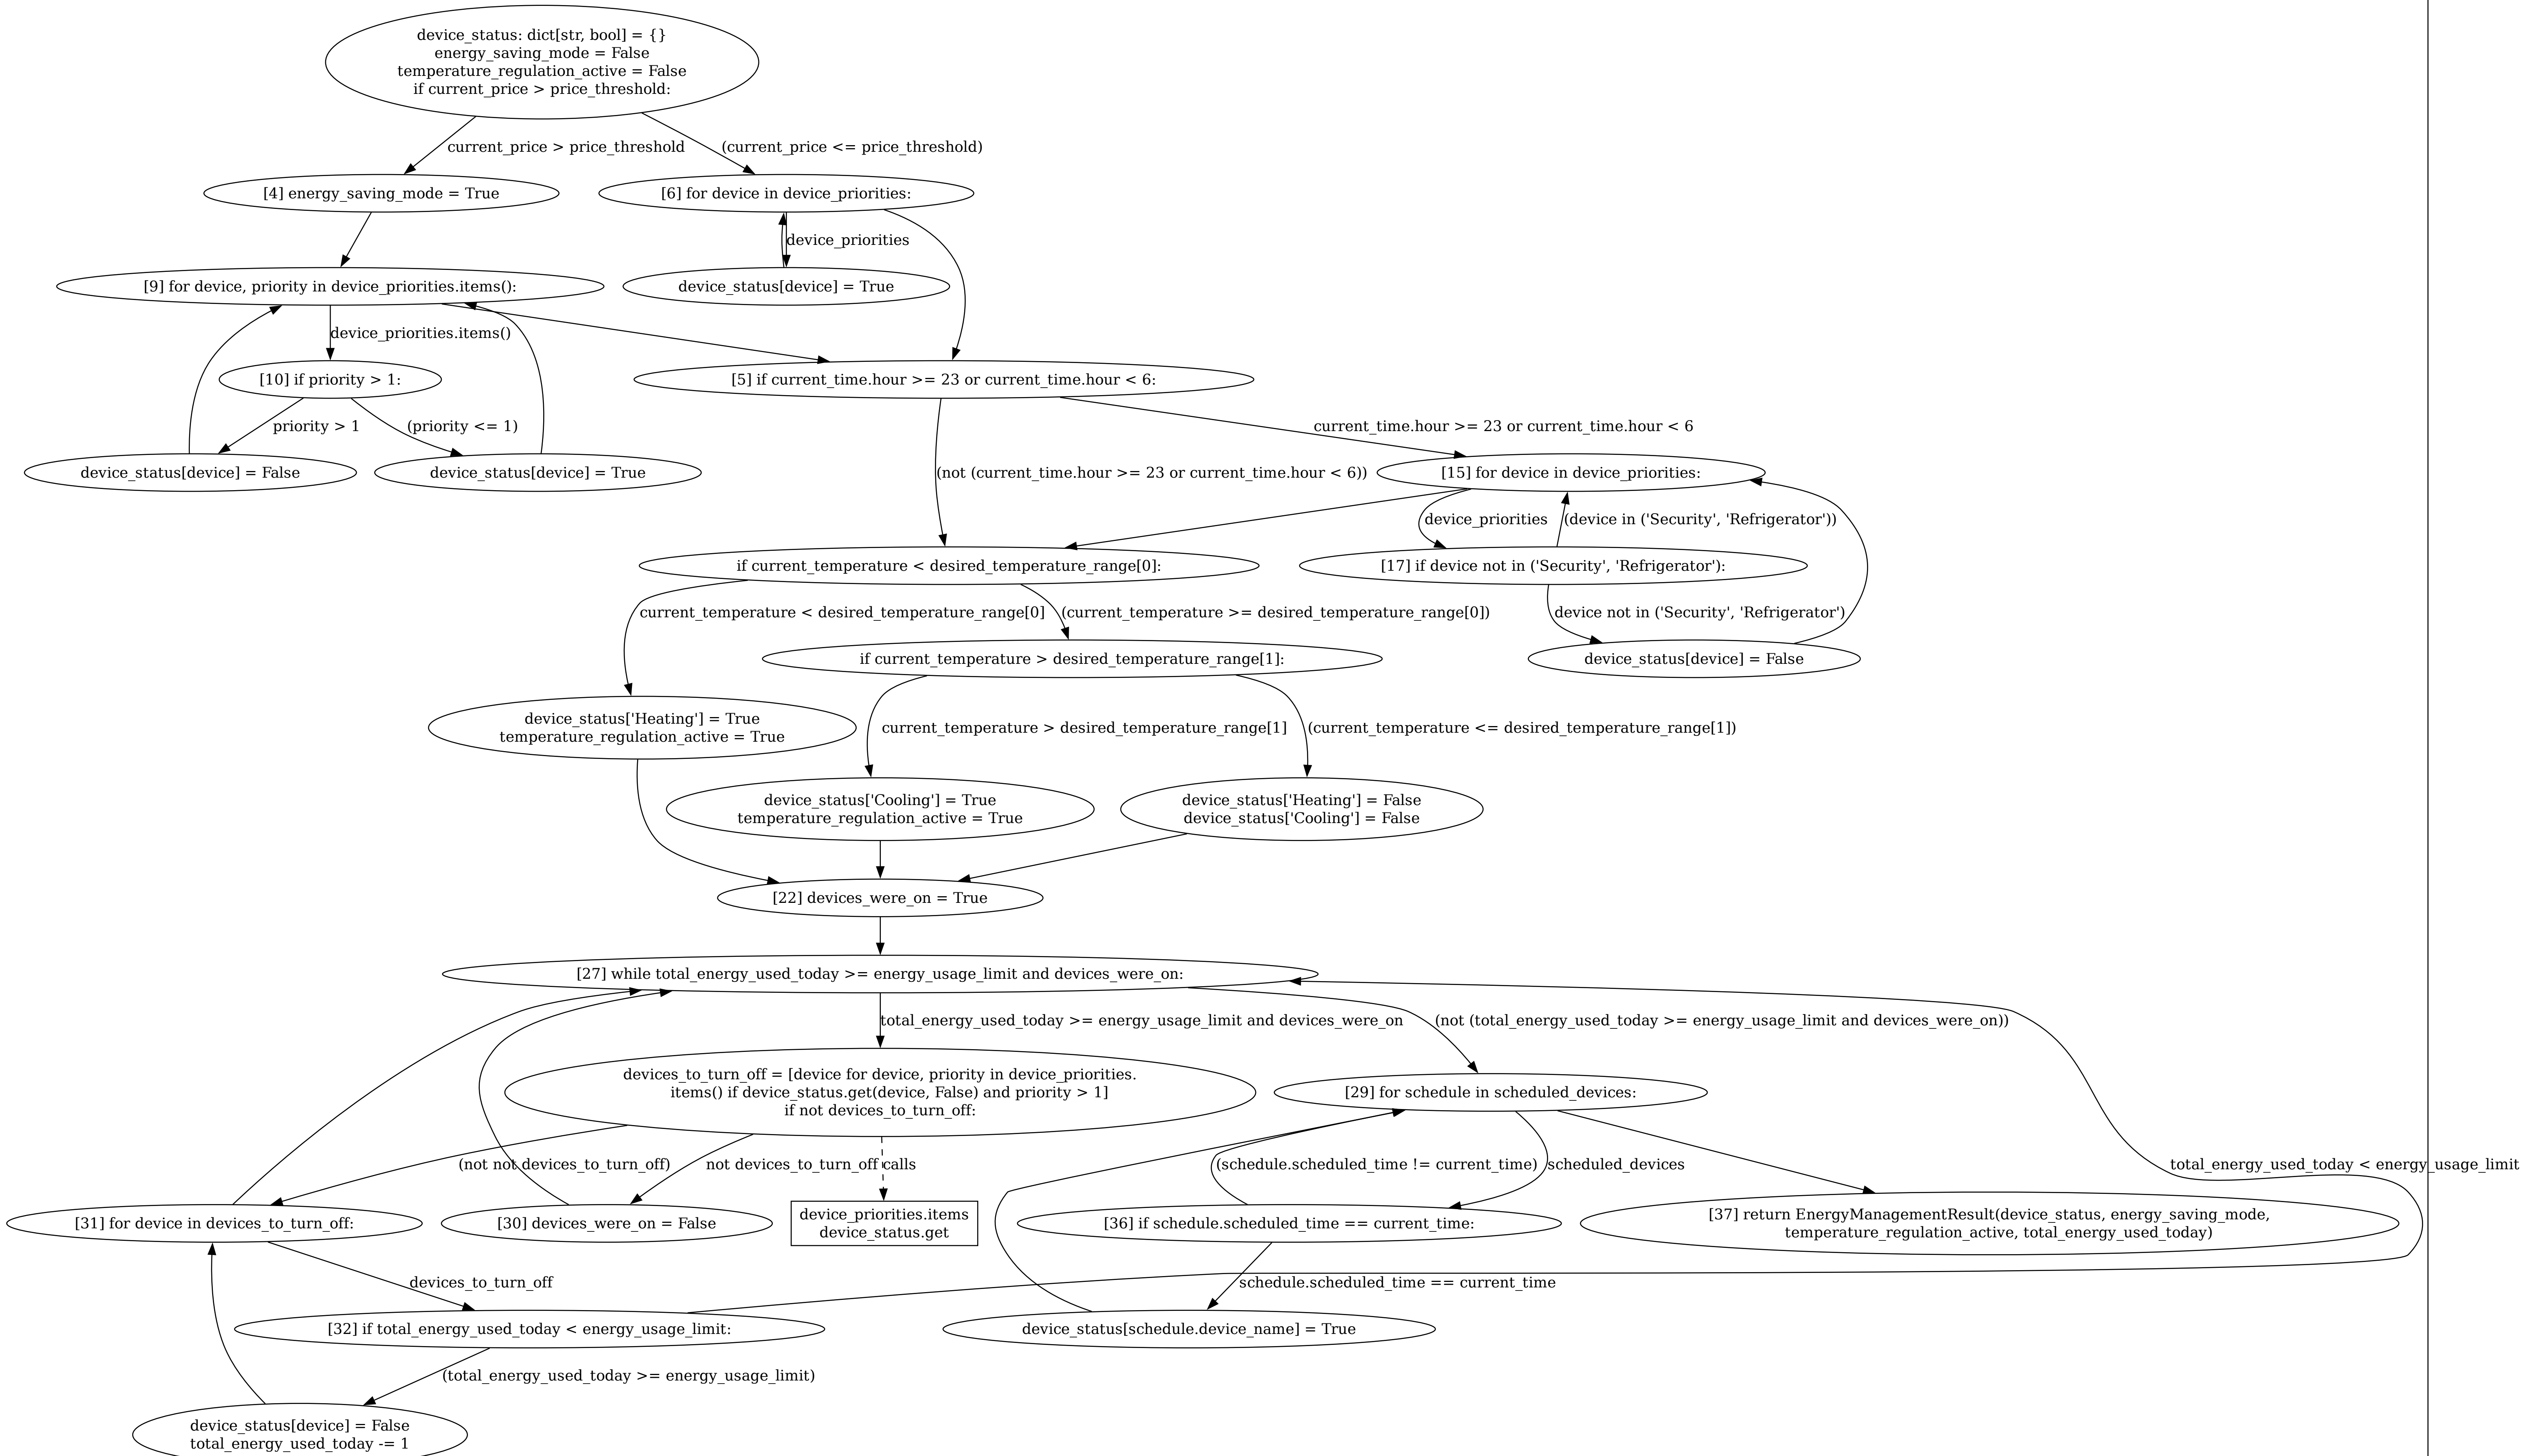 device_status: dict[str, bool] = {}
energy_saving_mode = False
temperature_regulation_active = False
if current_price > price_threshold:
current_price > price_threshold
(current_price <= price_threshold)
[4] energy_saving_mode = True
[6] for device in device_priorities:
device_priorities
[9] for device, priority in device_priorities.items():
device_status[device] = True
device_priorities.items()
[10] if priority > 1:
[5] if current_time.hour >= 23 or current_time.hour < 6:
priority > 1
(priority <= 1)
current_time.hour >= 23 or current_time.hour < 6
device_status[device] = False
device_status[device] = True
(not (current_time.hour >= 23 or current_time.hour < 6))
[15] for device in device_priorities:
device_priorities
(device in ('Security', 'Refrigerator'))
if current_temperature < desired_temperature_range[0]:
[17] if device not in ('Security', 'Refrigerator'):
current_temperature < desired_temperature_range[0]
(current_temperature >= desired_temperature_range[0])
device not in ('Security', 'Refrigerator')
if current_temperature > desired_temperature_range[1]:
device_status[device] = False
device_status['Heating'] = True
temperature_regulation_active = True
current_temperature > desired_temperature_range[1]
(current_temperature <= desired_temperature_range[1])
device_status['Cooling'] = True
temperature_regulation_active = True
device_status['Heating'] = False
device_status['Cooling'] = False
[22] devices_were_on = True
[27] while total_energy_used_today >= energy_usage_limit and devices_were_on:
total_energy_used_today >= energy_usage_limit and devices_were_on
(not (total_energy_used_today >= energy_usage_limit and devices_were_on))
devices_to_turn_off = [device for device, priority in device_priorities.
items() if device_status.get(device, False) and priority > 1]
if not devices_to_turn_off:
[29] for schedule in scheduled_devices:
(not not devices_to_turn_off)
not devices_to_turn_off
calls
(schedule.scheduled_time != current_time)
scheduled_devices
total_energy_used_today < energy_usage_limit
[31] for device in devices_to_turn_off:
[30] devices_were_on = False
device_priorities.items
device_status.get
[36] if schedule.scheduled_time == current_time:
[37] return EnergyManagementResult(device_status, energy_saving_mode,
temperature_regulation_active, total_energy_used_today)
devices_to_turn_off
schedule.scheduled_time == current_time
[32] if total_energy_used_today < energy_usage_limit:
device_status[schedule.device_name] = True
(total_energy_used_today >= energy_usage_limit)
device_status[device] = False
total_energy_used_today -= 1